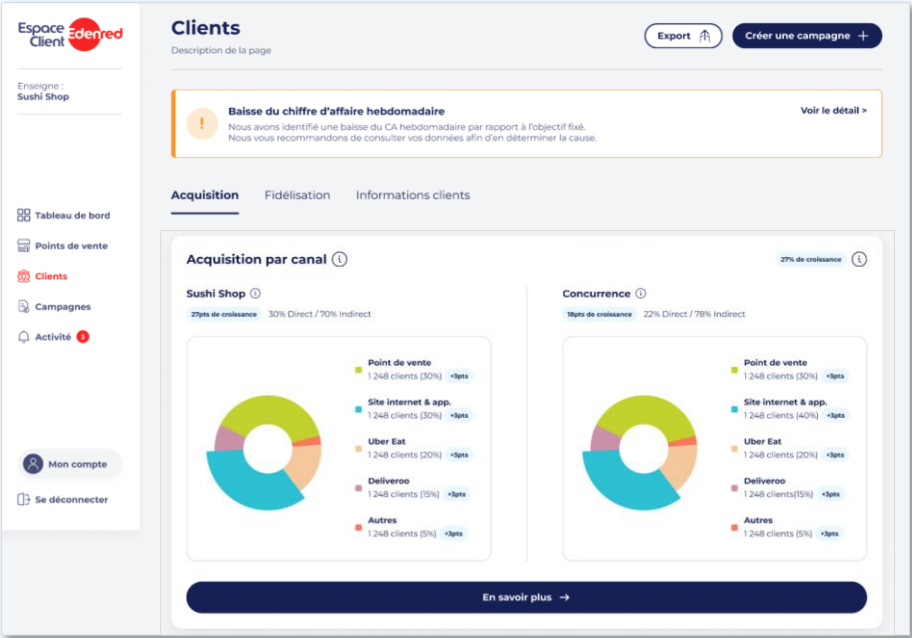 Espace
Client
Edenred
Enseigne :
Sushi Shop
Tableau de bord
Points de vente
Clients
Campagnes
Activité 3
Mon compte
Se déconnecter
Clients
Description de la page
Export
Créer une campagne +
!
Baisse du chiffre d'affaire hebdomadaire
Voir le détail >
Nous avons identifié une baisse du CA hebdomadaire par rapport à l'objectif fixé.
Nous vous recommandons de consulter vos données afin d'en déterminer la cause.
Acquisition Fidélisation Informations clients
Acquisition par canal i
27% de croissance i
Sushi Shop i
27pts de croissance 30% Direct / 70% Indirect
Point de vente
1 248 clients (30%) +3pts
Site internet & app.
1 248 clients (30%) +3pts
Uber Eat
1 248 clients (20%) +3pts
Deliveroo
1 248 clients (15%) +3pts
Autres
1 248 clients (5%) +3pts
Concurrence i
18pts de croissance 22% Direct / 78% Indirect
Point de vente
1 248 clients (30%) +3pts
Site internet & app.
1 248 clients (40%) +3pts
Uber Eat
1 248 clients (20%) +3pts
Deliveroo
1 248 clients(15%) +3pts
Autres
1 248 clients (5%) +3pts
En savoir plus →